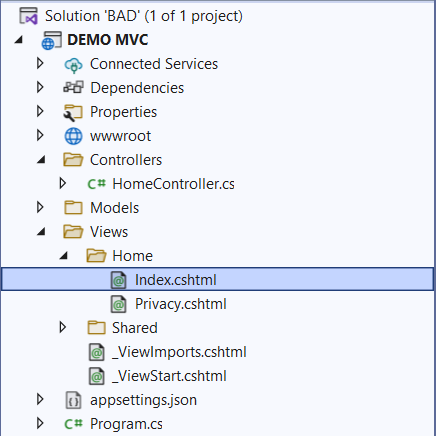 Solution 'BAD' (1 of 1 project)
DEMO MVC
Connected Services
Dependencies
Properties
wwwroot
Controllers
C# HomeController.cs
Models
Views
Home
@ Index.cshtml
@ Privacy.cshtml
Shared
@ _ViewImports.cshtml
@ _ViewStart.cshtml
appsettings.json
C# Program.cs